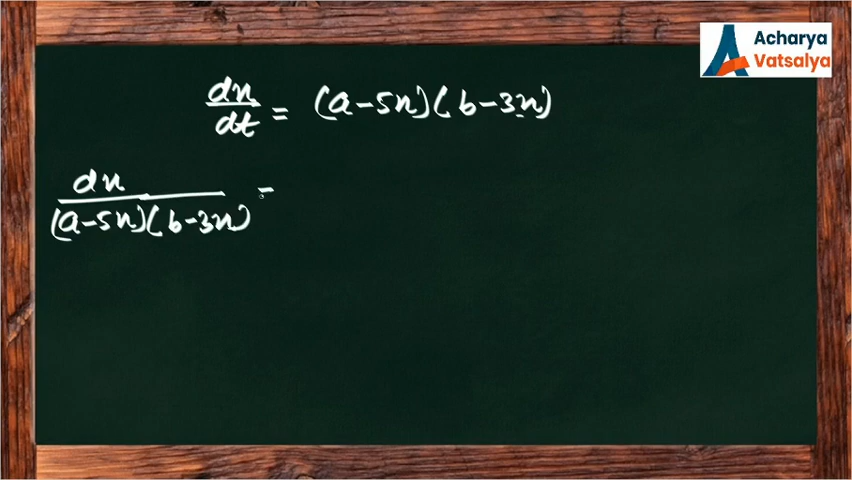 Acharya
Vatsalya
dx/dt = (a-5x)(b-3x)
dx/(a-5x)(b-3x) =